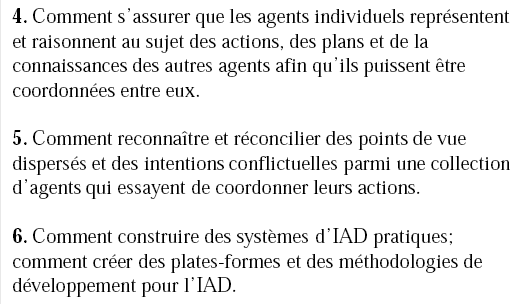 4. Comment s'assurer que les agents individuels représentent
et raisonnent au sujet des actions, des plans et de la
connaissances des autres agents afin qu'ils puissent être
coordonnées entre eux.
5. Comment reconnaître et réconcilier des points de vue
dispersés et des intentions conflictuelles parmi une collection
d'agents qui essayent de coordonner leurs actions.
6. Comment construire des systèmes d'IAD pratiques;
comment créer des plates-formes et des méthodologies de
développement pour l'IAD.